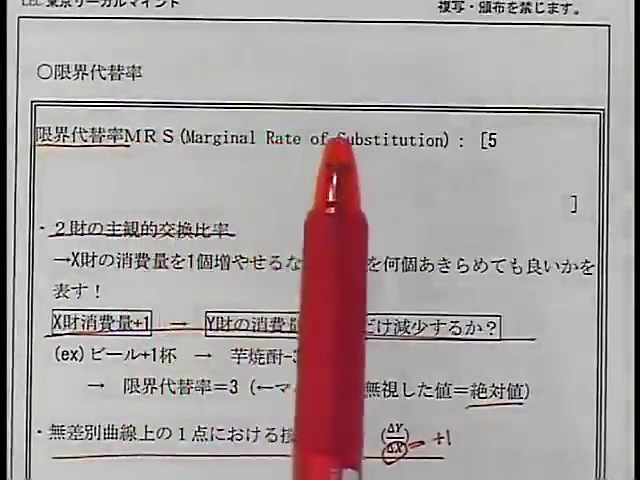 LEC 東京リーガルマインド
複写・頒布を禁じます。
○限界代替率
限界代替率MRS(Marginal Rate of Substitution) : [5
]
・２財の主観的交換比率
→X財の消費量を1個増やせるな を何個あきらめても良いかを
表す！
X財消費量+1 → Y財の消費量 だけ減少するか？
(ex)ビール+1杯 → 芋焼酎-3
→ 限界代替率＝3 (←マ 無視した値＝絶対値)
・無差別曲線上の１点における接 (ΔY/ΔX) +1